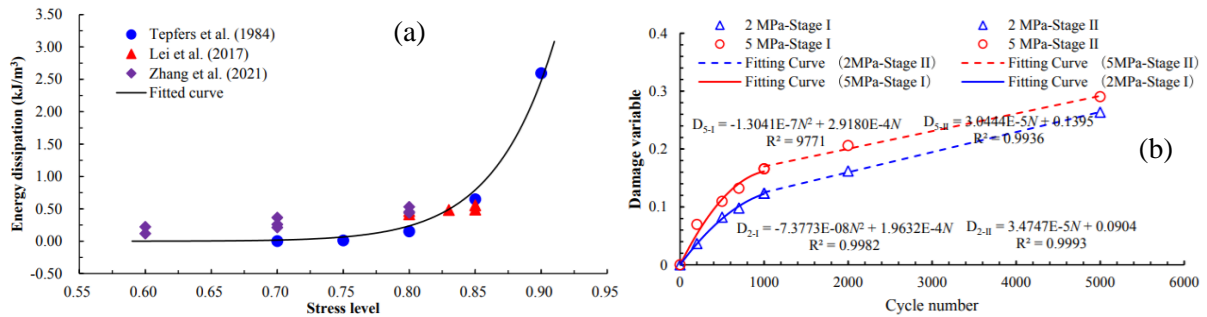 (a)
Tepfers et al. (1984)
Lei et al. (2017)
Zhang et al. (2021)
Fitted curve
Energy dissipation (kJ/m³)
3.50
3.00
2.50
2.00
1.50
1.00
0.50
0.00
-0.50
0.55 0.60 0.65 0.70 0.75 0.80 0.85 0.90 0.95
Stress level
(b)
2 MPa-Stage I 2 MPa-Stage II
5 MPa-Stage I 5 MPa-Stage II
Fitting Curve （2MPa-Stage II） Fitting Curve （5MPa-Stage II）
Fitting Curve （5MPa-Stage I） Fitting Curve （2MPa-Stage I）
Damage variable
0.4
0.3
0.2
0.1
0
D5-I = -1.3041E-7N² + 2.9180E-4N
R² = 9771
D5-II = 3.0444E-5N + 0.1395
R² = 0.9936
D2-I = -7.3773E-08N² + 1.9632E-4N
R² = 0.9982
D2-II = 3.4747E-5N + 0.0904
R² = 0.9993
0 1000 2000 3000 4000 5000 6000
Cycle number